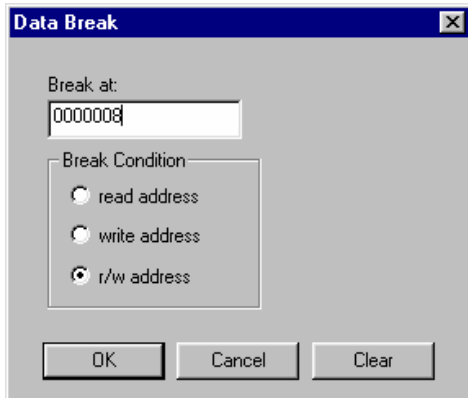 Data Break
Break at:
0000008
Break Condition
read address
write address
r/w address
OK Cancel Clear